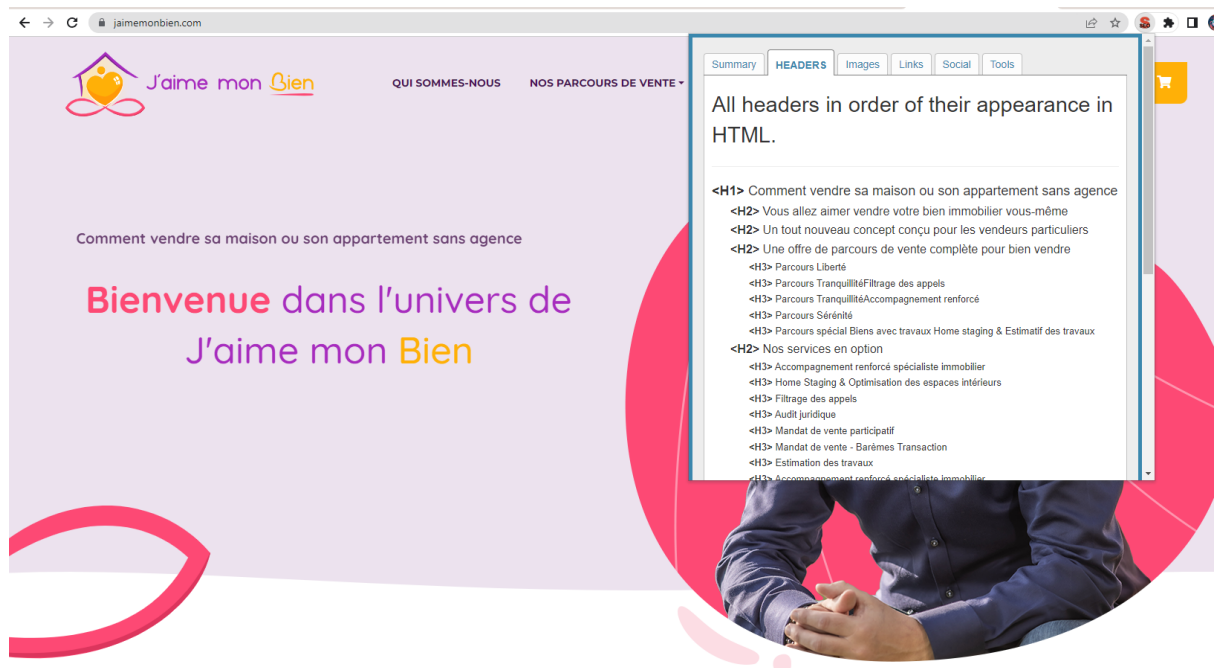 jaimemonbien.com
J'aime mon Bien
QUI SOMMES-NOUS
NOS PARCOURS DE VENTE
Comment vendre sa maison ou son appartement sans agence
Bienvenue dans l'univers de
J'aime mon Bien
Summary
HEADERS
Images
Links
Social
Tools
All headers in order of their appearance in
HTML.
<H1> Comment vendre sa maison ou son appartement sans agence
<H2> Vous allez aimer vendre votre bien immobilier vous-même
<H2> Un tout nouveau concept conçu pour les vendeurs particuliers
<H2> Une offre de parcours de vente complète pour bien vendre
<H3> Parcours Liberté
<H3> Parcours TranquillitéFiltrage des appels
<H3> Parcours TranquillitéAccompagnement renforcé
<H3> Parcours Sérénité
<H3> Parcours spécial Biens avec travaux Home staging & Estimatif des travaux
<H2> Nos services en option
<H3> Accompagnement renforcé spécialiste immobilier
<H3> Home Staging & Optimisation des espaces intérieurs
<H3> Filtrage des appels
<H3> Audit juridique
<H3> Mandat de vente participatif
<H3> Mandat de vente - Barèmes Transaction
<H3> Estimation des travaux
<H3> Accompagnement renforcé spécialiste immobilier